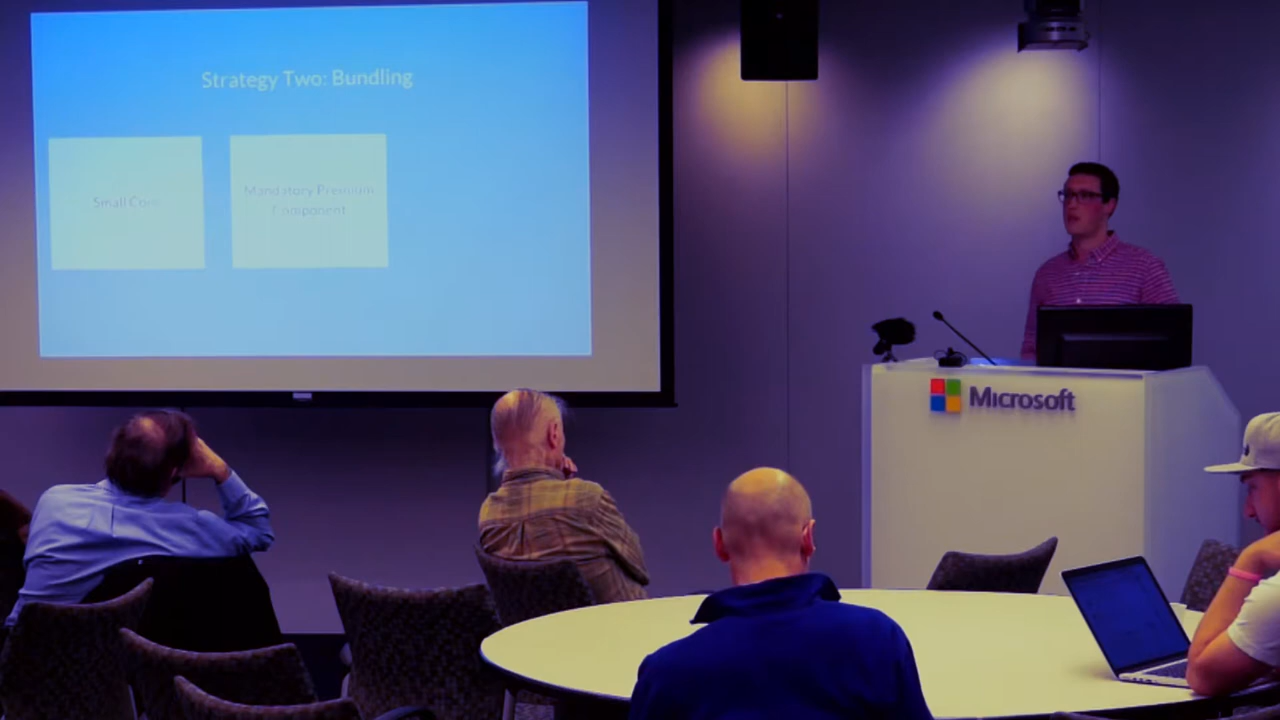 Strategy Two: Bundling
Small Core
Mandatory Premium
Component
Microsoft